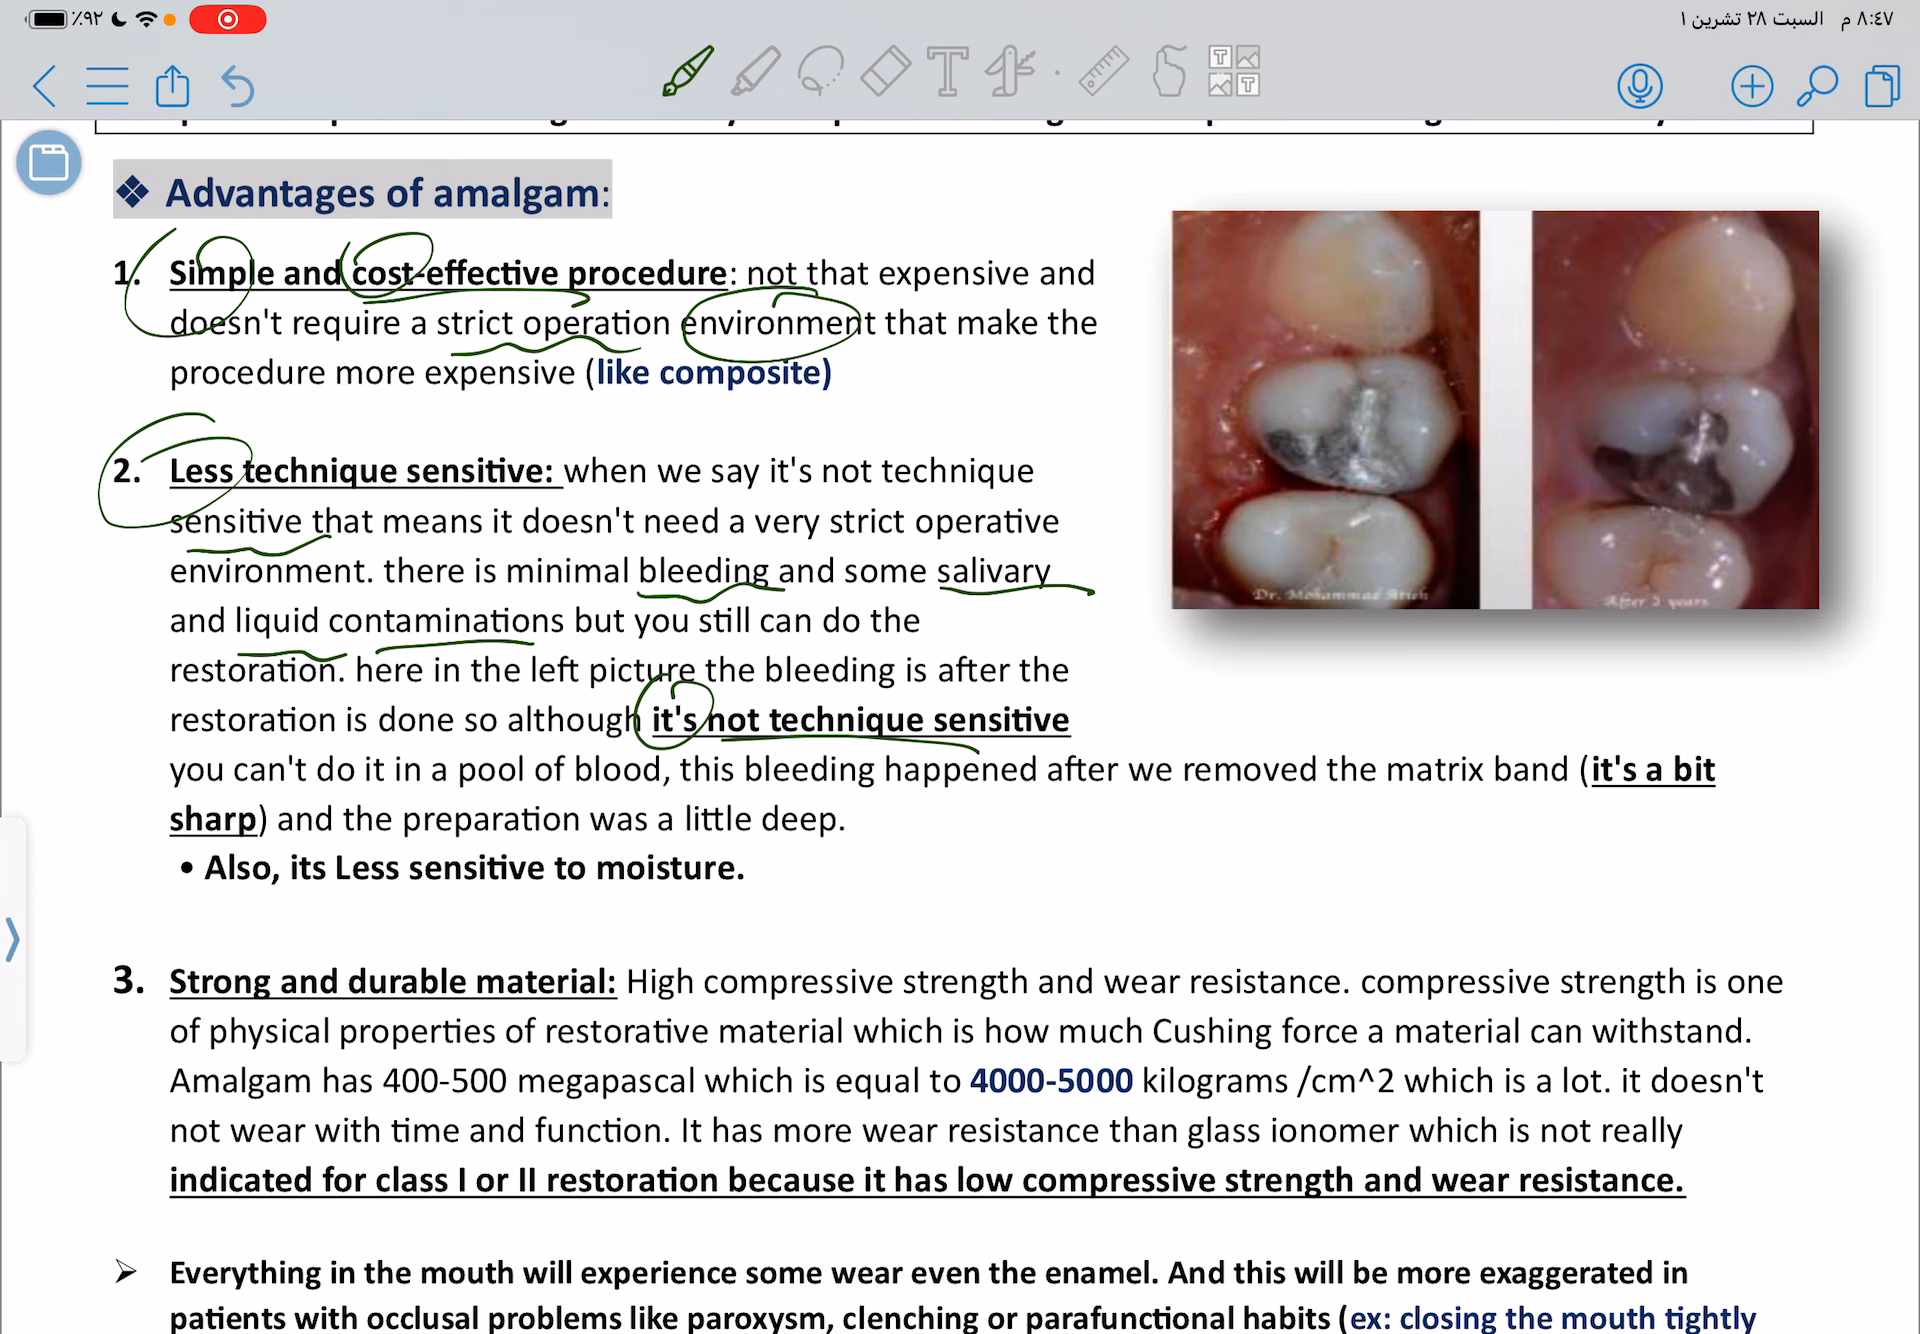 ٪٩٢
السبت ٢٨ تشرين ١ ٨:٤٧ م
❖ Advantages of amalgam:
1. Simple and cost-effective procedure: not that expensive and
doesn't require a strict operation environment that make the
procedure more expensive (like composite)
2. Less technique sensitive: when we say it's not technique
sensitive that means it doesn't need a very strict operative
environment. there is minimal bleeding and some salivary
and liquid contaminations but you still can do the
restoration. here in the left picture the bleeding is after the
restoration is done so although it's not technique sensitive
you can't do it in a pool of blood, this bleeding happened after we removed the matrix band (it's a bit
sharp) and the preparation was a little deep.
• Also, its Less sensitive to moisture.
Dr. Mohammad Atieh
After 2 years
3. Strong and durable material: High compressive strength and wear resistance. compressive strength is one
of physical properties of restorative material which is how much Cushing force a material can withstand.
Amalgam has 400-500 megapascal which is equal to 4000-5000 kilograms /cm^2 which is a lot. it doesn't
not wear with time and function. It has more wear resistance than glass ionomer which is not really
indicated for class I or II restoration because it has low compressive strength and wear resistance.
➢ Everything in the mouth will experience some wear even the enamel. And this will be more exaggerated in
patients with occlusal problems like paroxysm, clenching or parafunctional habits (ex: closing the mouth tightly